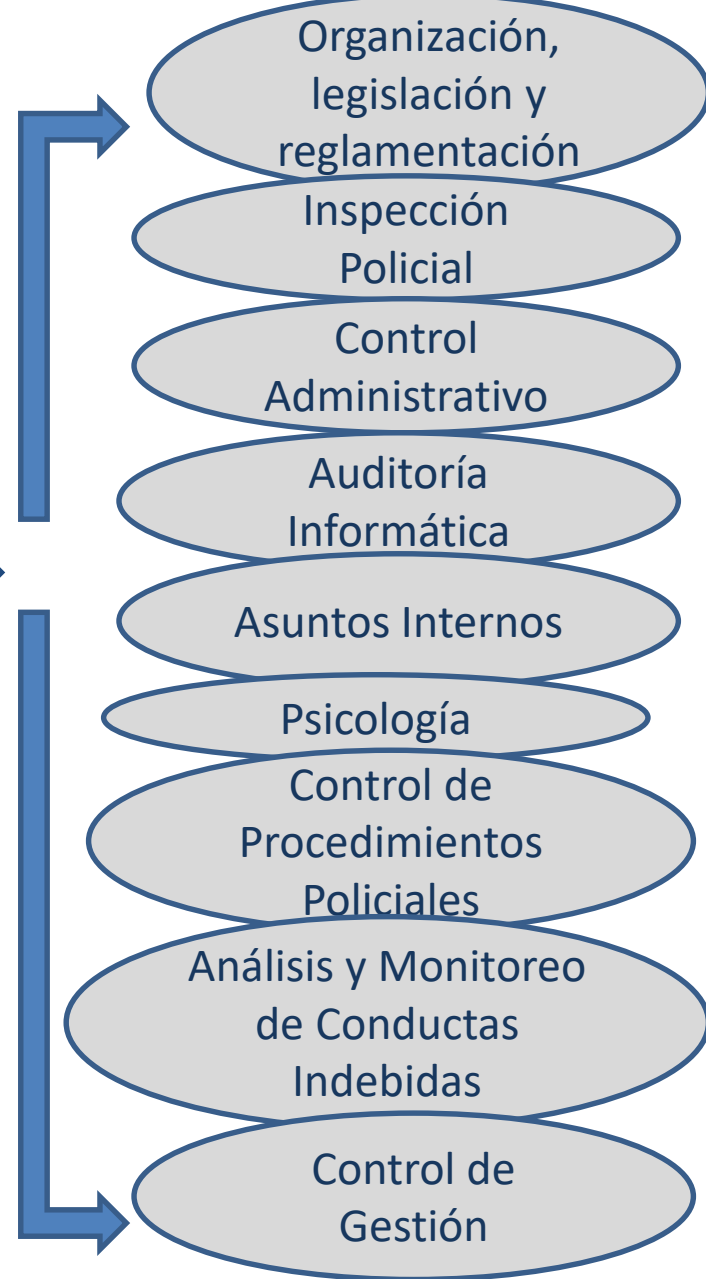 Organización,
legislación y
reglamentación
Inspección
Policial
Control
Administrativo
Auditoría
Informática
Asuntos Internos
Psicología
Control de
Procedimientos
Policiales
Análisis y Monitoreo
de Conductas
Indebidas
Control de
Gestión